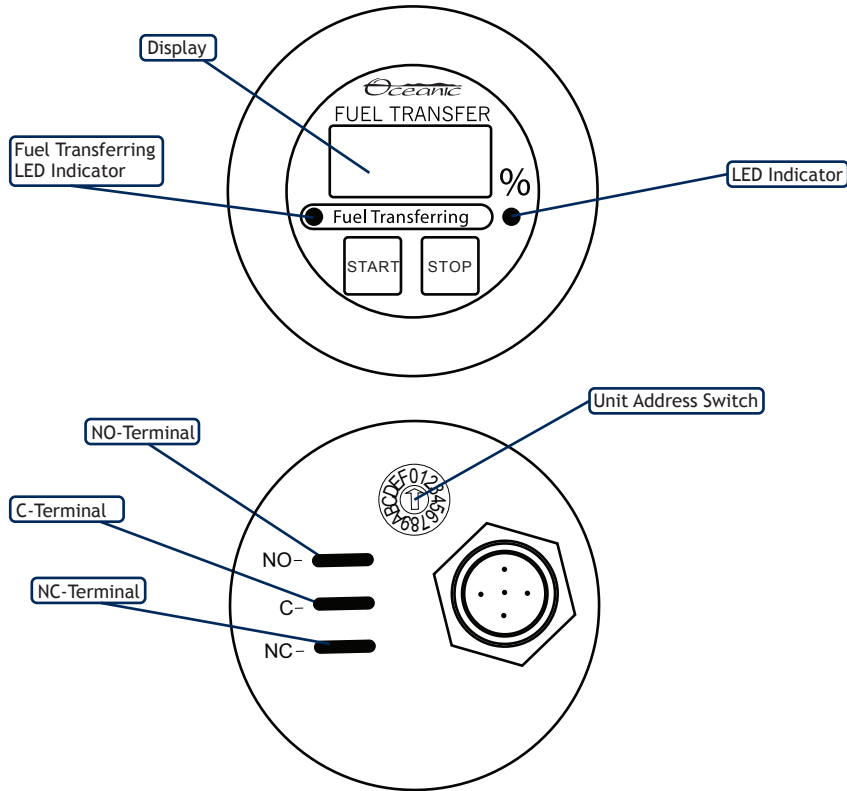 Display
Oceanic
FUEL TRANSFER
Fuel Transferring
LED Indicator
%
LED Indicator
Fuel Transferring
START
STOP
Unit Address Switch
NO-Terminal
0123456789ABCDEF
C-Terminal
NO-
NC-Terminal
C-
NC-